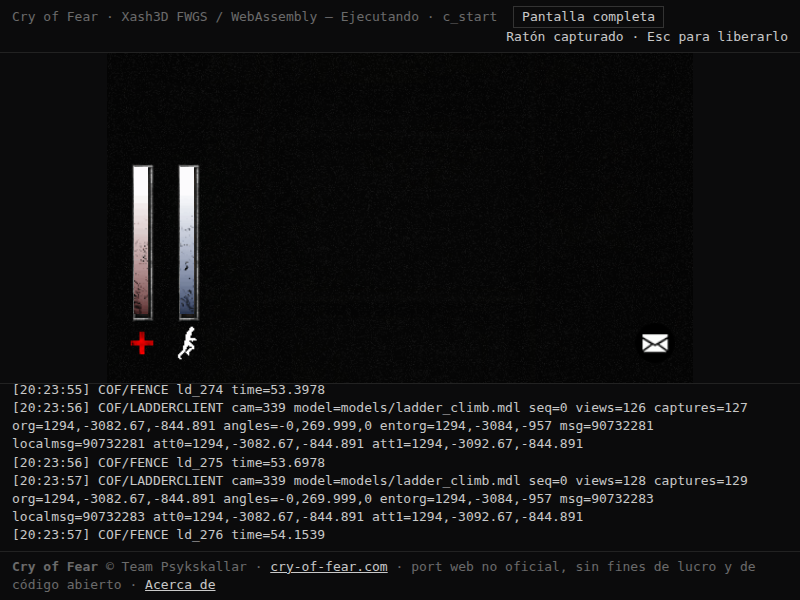 Cry of Fear · Xash3D FWGS / WebAssembly — Ejecutando · c_start Pantalla completa
Ratón capturado · Esc para liberarlo
[20:23:55] COF/FENCE ld_274 time=53.3978
[20:23:56] COF/LADDERCLIENT cam=339 model=models/ladder_climb.mdl seq=0 views=126 captures=127
org=1294,-3082.67,-844.891 angles=-0,269.999,0 entorg=1294,-3084,-957 msg=90732281
localmsg=90732281 att0=1294,-3082.67,-844.891 att1=1294,-3092.67,-844.891
[20:23:56] COF/FENCE ld_275 time=53.6978
[20:23:57] COF/LADDERCLIENT cam=339 model=models/ladder_climb.mdl seq=0 views=128 captures=129
org=1294,-3082.67,-844.891 angles=-0,269.999,0 entorg=1294,-3084,-957 msg=90732283
localmsg=90732283 att0=1294,-3082.67,-844.891 att1=1294,-3092.67,-844.891
[20:23:57] COF/FENCE ld_276 time=54.1539
Cry of Fear © Team Psykskallar · cry-of-fear.com · port web no oficial, sin fines de lucro y de
código abierto · Acerca de